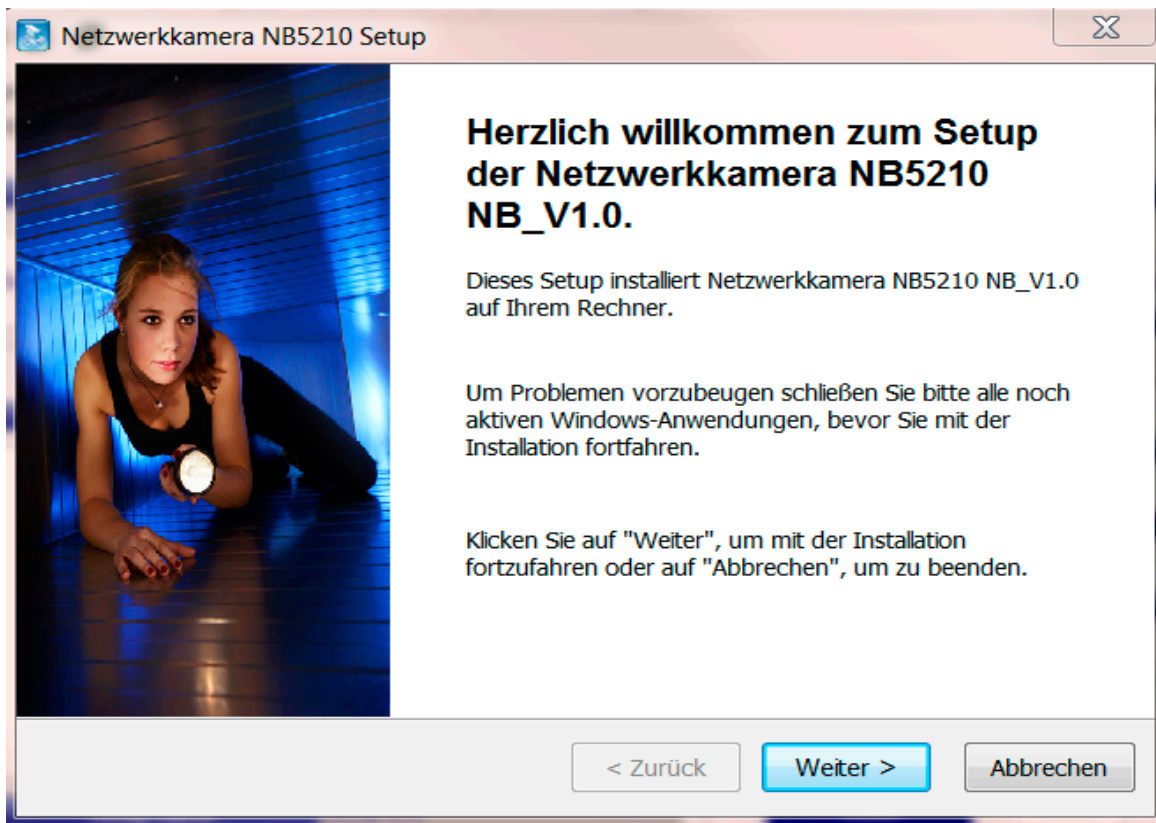 Netzwerkkamera NB5210 Setup
Herzlich willkommen zum Setup
der Netzwerkkamera NB5210
NB_V1.0.
Dieses Setup installiert Netzwerkkamera NB5210 NB_V1.0
auf Ihrem Rechner.
Um Problemen vorzubeugen schließen Sie bitte alle noch
aktiven Windows-Anwendungen, bevor Sie mit der
Installation fortfahren.
Klicken Sie auf "Weiter", um mit der Installation
fortzufahren oder auf "Abbrechen", um zu beenden.
< Zurück Weiter > Abbrechen